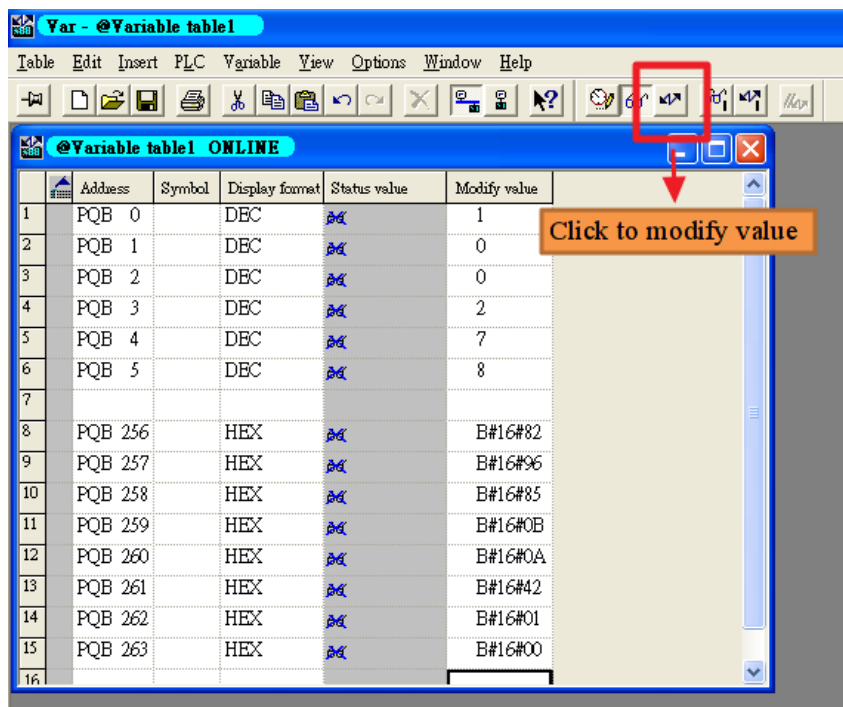 Var - @Variable table1
Table Edit Insert PLC Variable View Options Window Help
@Variable table1 ONLINE
Address Symbol Display format Status value Modify value
1 PQB 0 DEC 1
2 PQB 1 DEC 0
3 PQB 2 DEC 0
4 PQB 3 DEC 2
5 PQB 4 DEC 7
6 PQB 5 DEC 8
7
8 PQB 256 HEX B#16#82
9 PQB 257 HEX B#16#96
10 PQB 258 HEX B#16#85
11 PQB 259 HEX B#16#0B
12 PQB 260 HEX B#16#0A
13 PQB 261 HEX B#16#42
14 PQB 262 HEX B#16#01
15 PQB 263 HEX B#16#00
16
Click to modify value